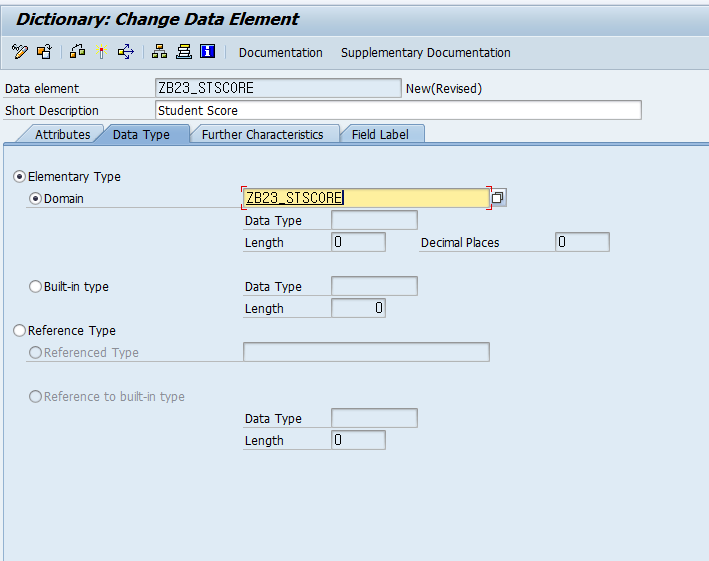 Dictionary: Change Data Element
Documentation Supplementary Documentation
Data element ZB23_STSCORE New(Revised)
Short Description Student Score
Attributes Data Type Further Characteristics Field Label
Elementary Type
Domain ZB23_STSCORE
Data Type
Length 0 Decimal Places 0
Built-in type Data Type
Length 0
Reference Type
Referenced Type
Reference to built-in type
Data Type
Length 0